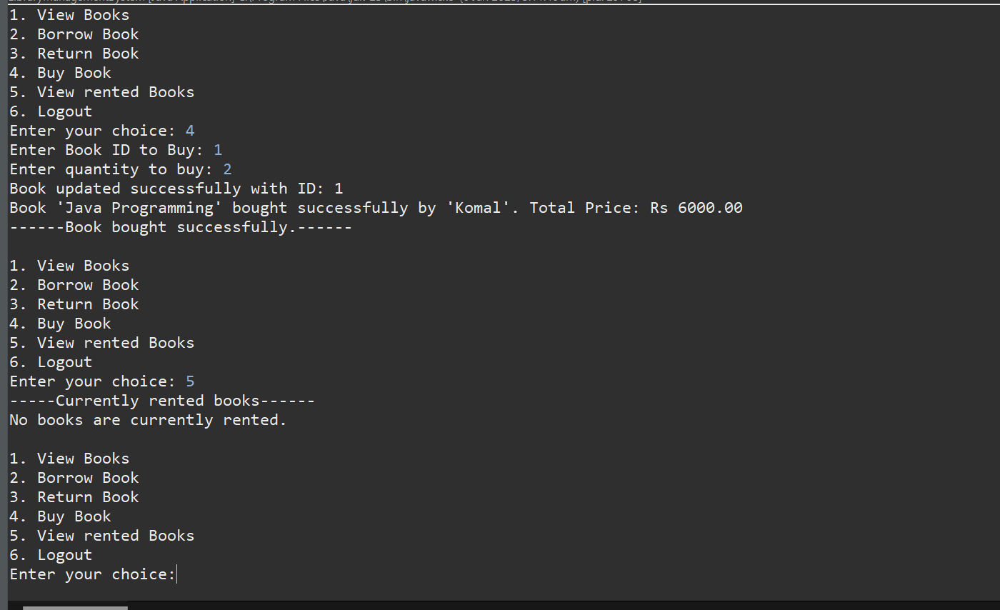 1. View Books
2. Borrow Book
3. Return Book
4. Buy Book
5. View rented Books
6. Logout
Enter your choice: 4
Enter Book ID to Buy: 1
Enter quantity to buy: 2
Book updated successfully with ID: 1
Book 'Java Programming' bought successfully by 'Komal'. Total Price: Rs 6000.00
------Book bought successfully.------
1. View Books
2. Borrow Book
3. Return Book
4. Buy Book
5. View rented Books
6. Logout
Enter your choice: 5
-----Currently rented books------
No books are currently rented.
1. View Books
2. Borrow Book
3. Return Book
4. Buy Book
5. View rented Books
6. Logout
Enter your choice: